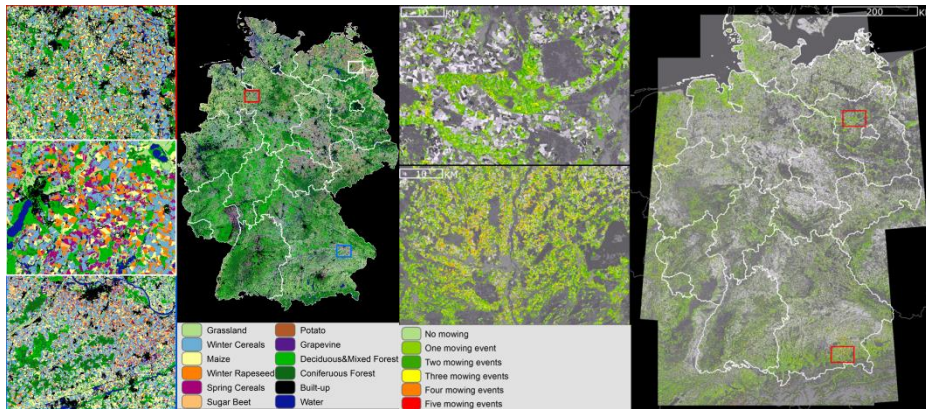 10 KM
200 KM
10 KM
Grassland
Winter Cereals
Maize
Winter Rapeseed
Spring Cereals
Sugar Beet
Potato
Grapevine
Deciduous&Mixed Forest
Coniferuous Forest
Built-up
Water
No mowing
One mowing event
Two mowing events
Three mowing events
Four mowing events
Five mowing events